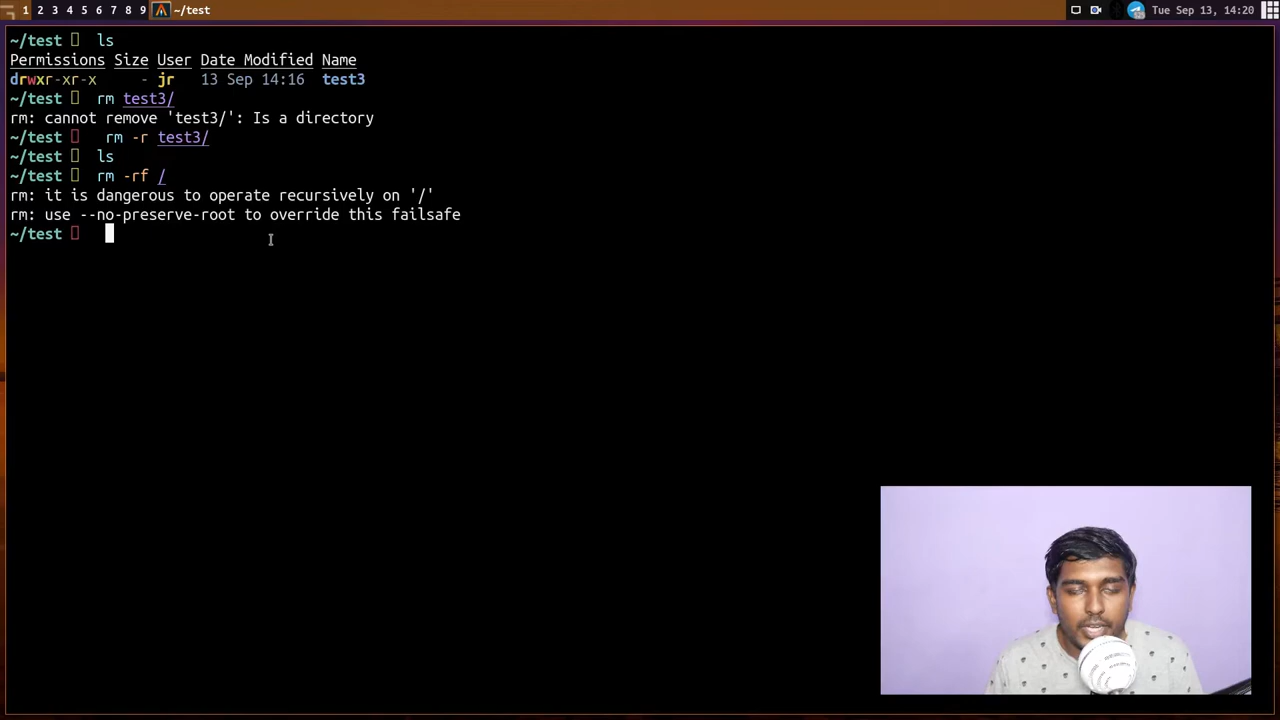 1 2 3 4 5 6 7 8 9 ~/test Tue Sep 13, 14:20
~/test ls
Permissions Size User Date Modified Name
drwxr-xr-x - jr 13 Sep 14:16 test3
~/test rm test3/
rm: cannot remove 'test3/': Is a directory
~/test rm -r test3/
~/test ls
~/test rm -rf /
rm: it is dangerous to operate recursively on '/'
rm: use --no-preserve-root to override this failsafe
~/test